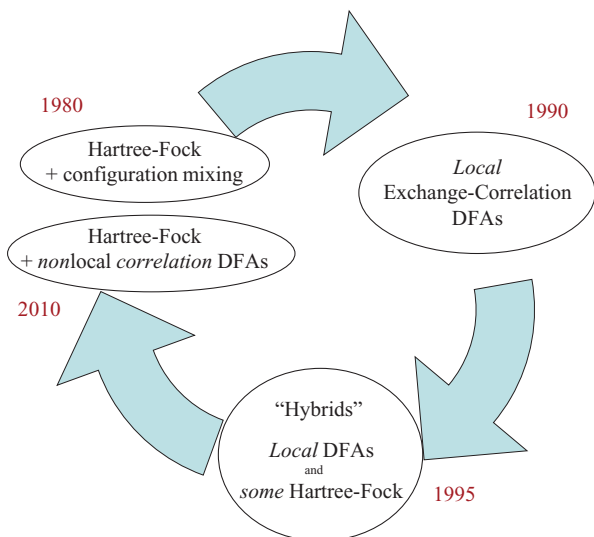 1980
Hartree-Fock
+ configuration mixing
1990
Local
Exchange-Correlation
DFAs
Hartree-Fock
+ nonlocal correlation DFAs
2010
“Hybrids”
Local DFAs
and
some Hartree-Fock
1995